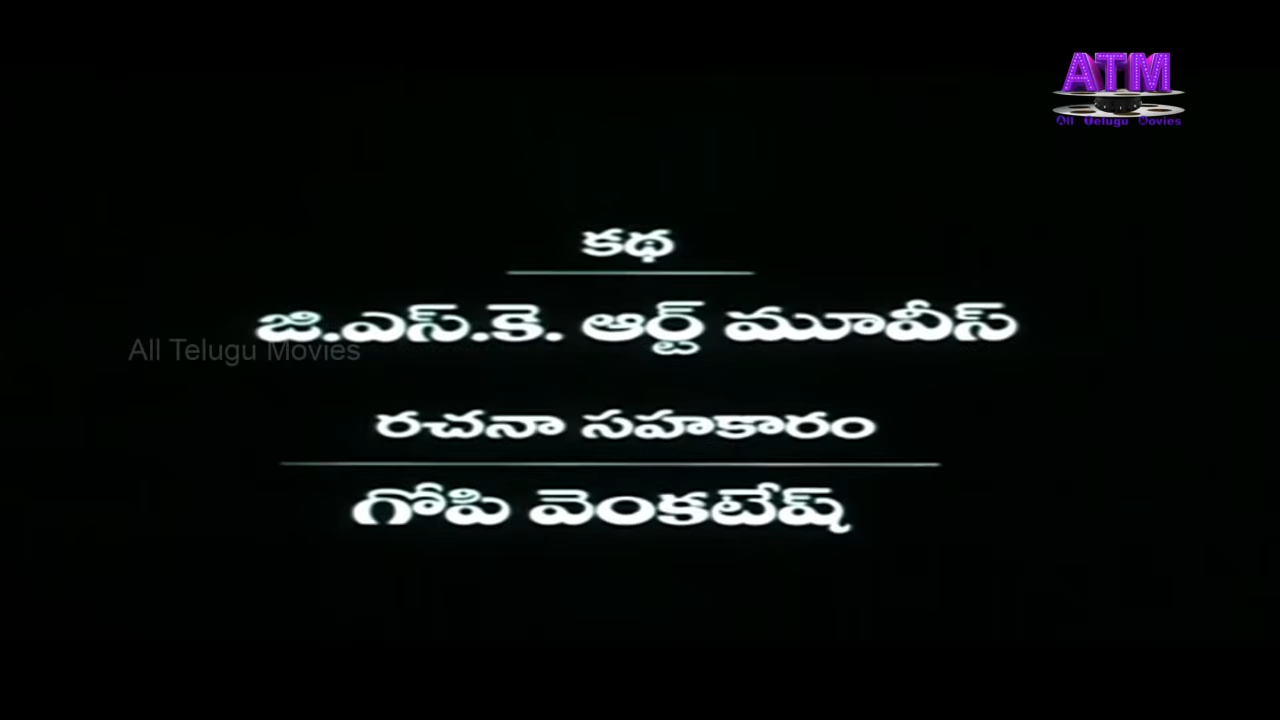 ATM
All Telugu Movies
కథ
జి.ఎస్.కె. ఆర్ట్ మూవీస్
All Telugu Movies
రచనా సహకారం
గోపి వెంకటేష్